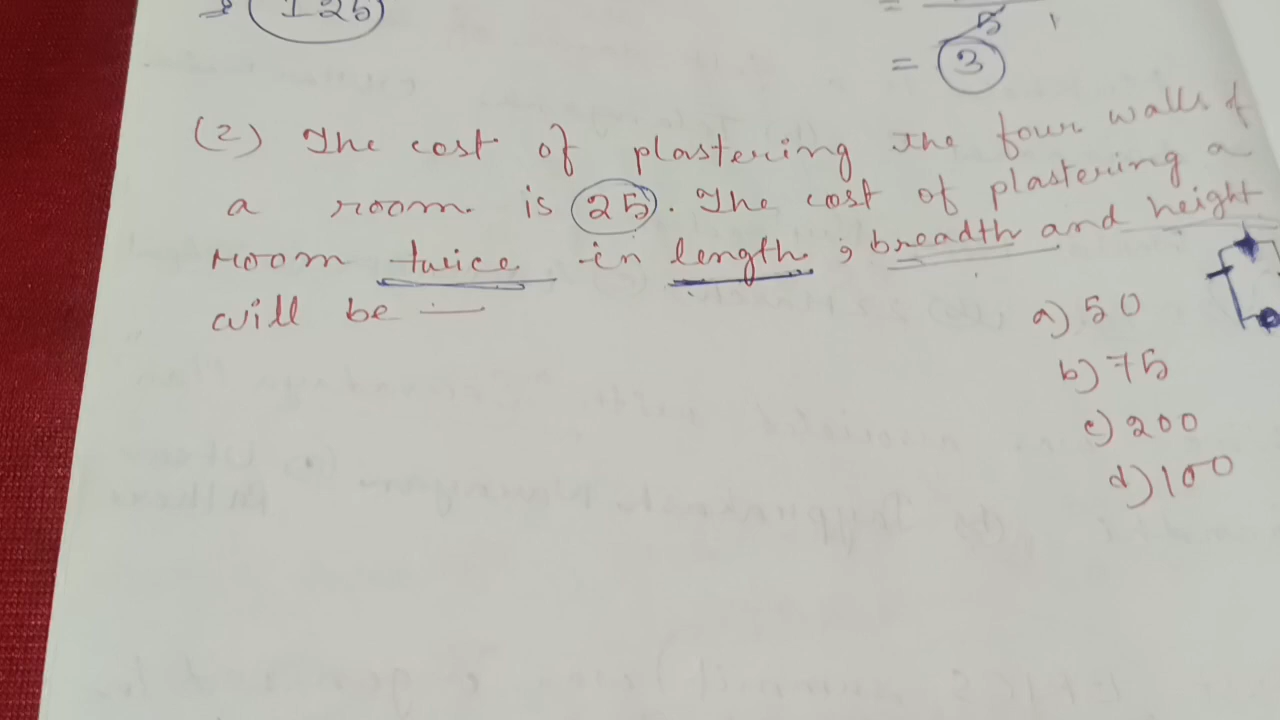 ⇒ 125
= 5
= 3
(2) The cost of plastering the four walls of
a room is 25. The cost of plastering a
room twice in length, breadth and height
will be —
a) 50
b) 75
c) 200
d) 100